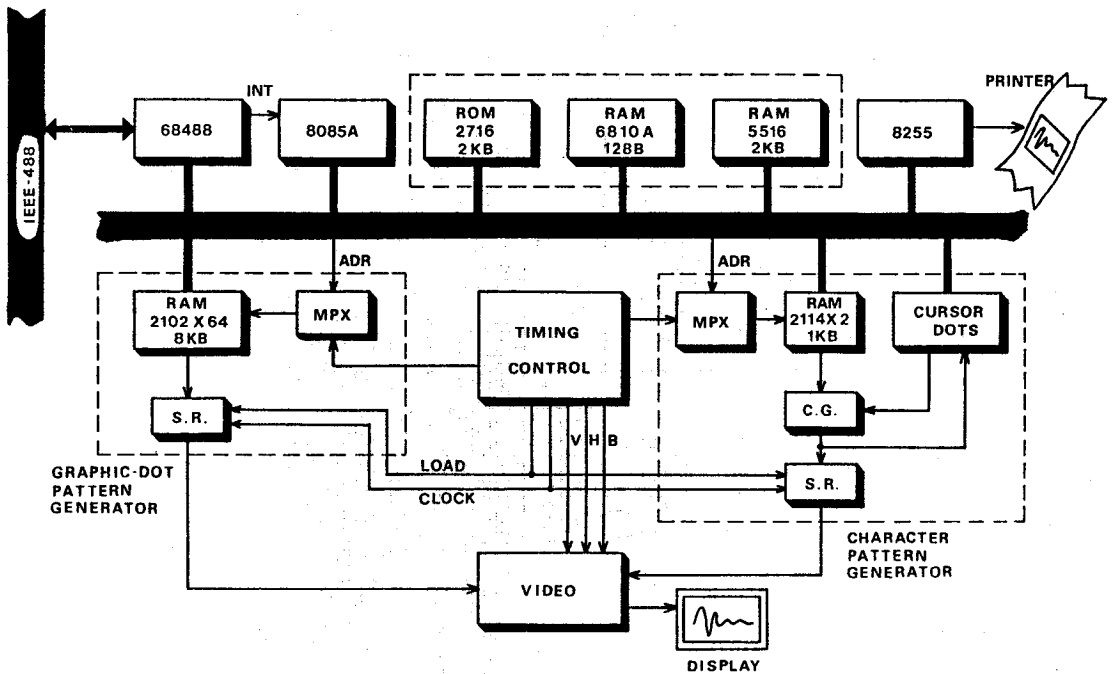 PRINTER
INT
IEEE-488
68488
8085A
ROM
2716
2KB
RAM
6810A
128B
RAM
5516
2KB
8255
ADR
ADR
RAM
2102 X 64
8KB
MPX
TIMING
CONTROL
MPX
RAM
2114X2
1KB
CURSOR
DOTS
S.R.
C.G.
V H B
LOAD
CLOCK
S.R.
GRAPHIC-DOT
PATTERN
GENERATOR
CHARACTER
PATTERN
GENERATOR
VIDEO
DISPLAY